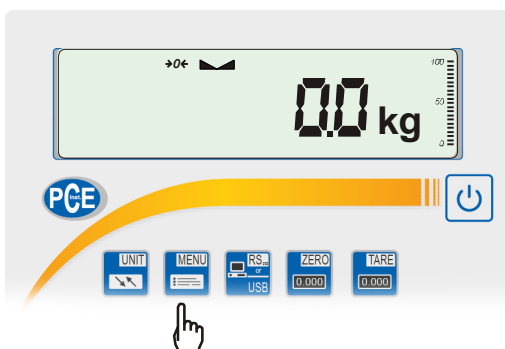 →0←
0.0 kg
100
50
0
PCE
Inst.
UNIT
MENU
RS232
or
USB
ZERO
0.000
TARE
0.000